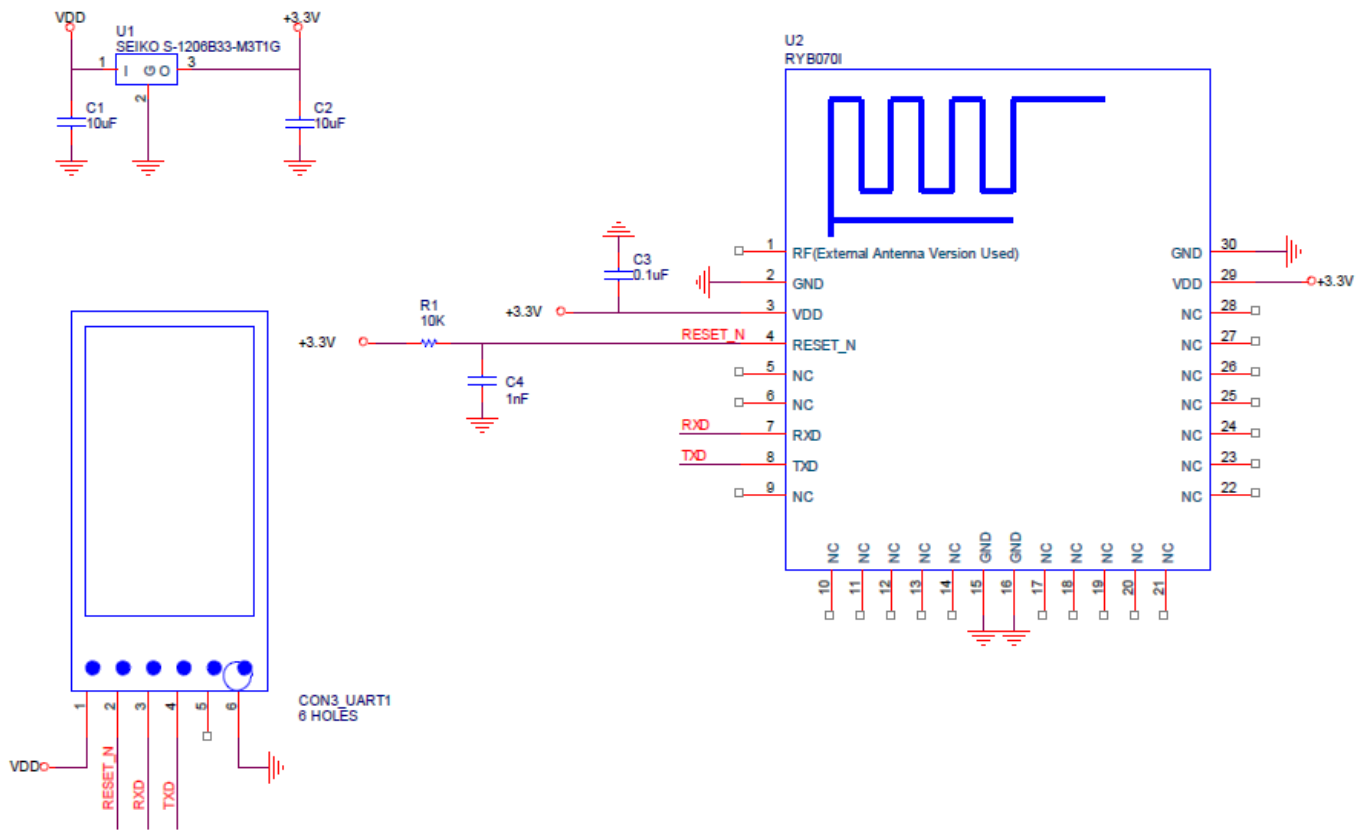 VDD
+3.3V
U1
SEIKO S-1206B33-M3T1G
1
I G O
3
2
C1
10uF
C2
10uF
U2
RYB070I
1
RF(External Antenna Version Used)
2
GND
3
VDD
4
RESET_N
5
NC
6
NC
7
RXD
8
TXD
9
NC
GND
30
VDD
29
+3.3V
NC
28
NC
27
NC
26
NC
25
NC
24
NC
23
NC
22
NC
NC
NC
NC
NC
GND
GND
NC
NC
NC
NC
NC
10
11
12
13
14
15
16
17
18
19
20
21
C3
0.1uF
+3.3V
R1
10K
+3.3V
RESET_N
C4
1nF
RXD
TXD
CON3_UART1
6 HOLES
1
2
3
4
5
6
VDD
RESET_N
RXD
TXD